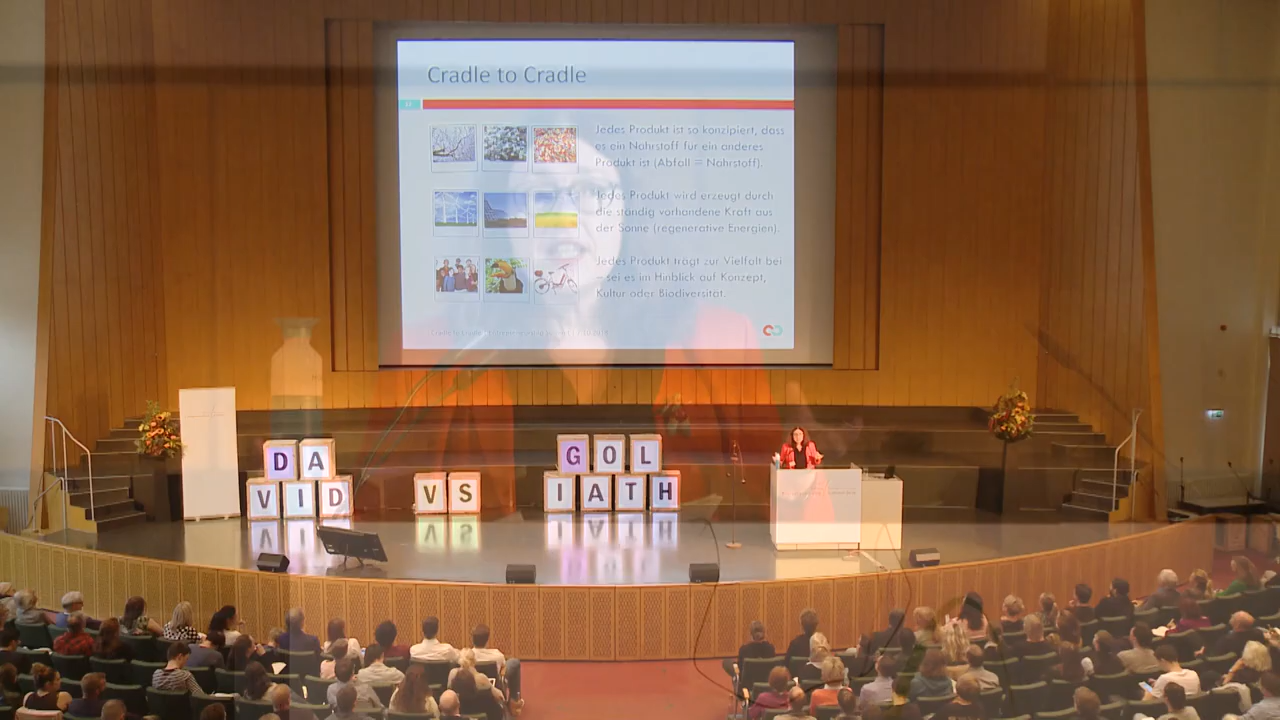 Cradle to Cradle
Jedes Produkt ist so konzipiert, dass
es ein Nährstoff für ein anderes
Produkt ist (Abfall = Nährstoff).
Jedes Produkt wird erzeugt durch
die ständig vorhandene Kraft aus
der Sonne (regenerative Energien).
Jedes Produkt trägt zur Vielfalt bei
– sei es im Hinblick auf Konzept,
Kultur oder Biodiversität.
DA
VID
VS
GOL
IATH